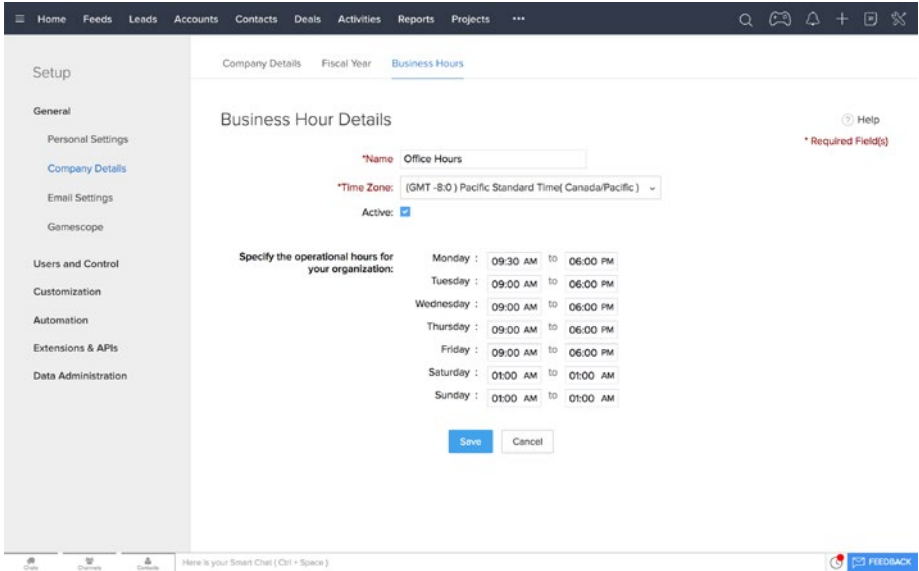 Home Feeds Leads Accounts Contacts Deals Activities Reports Projects •••
Setup
General
Personal Settings
Company Details
Email Settings
Gamescope
Users and Control
Customization
Automation
Extensions & APIs
Data Administration
Company Details Fiscal Year Business Hours
Business Hour Details
Help
* Required Field(s)
*Name Office Hours
*Time Zone: (GMT -8:0 ) Pacific Standard Time( Canada/Pacific )
Active:
Specify the operational hours for
your organization:
Monday : 09:30 AM to 06:00 PM
Tuesday : 09:00 AM to 06:00 PM
Wednesday : 09:00 AM to 06:00 PM
Thursday : 09:00 AM to 06:00 PM
Friday : 09:00 AM to 06:00 PM
Saturday : 01:00 AM to 01:00 AM
Sunday : 01:00 AM to 01:00 AM
Save Cancel
Chats Channels Contacts Here is your Smart Chat ( Ctrl + Space ) FEEDBACK